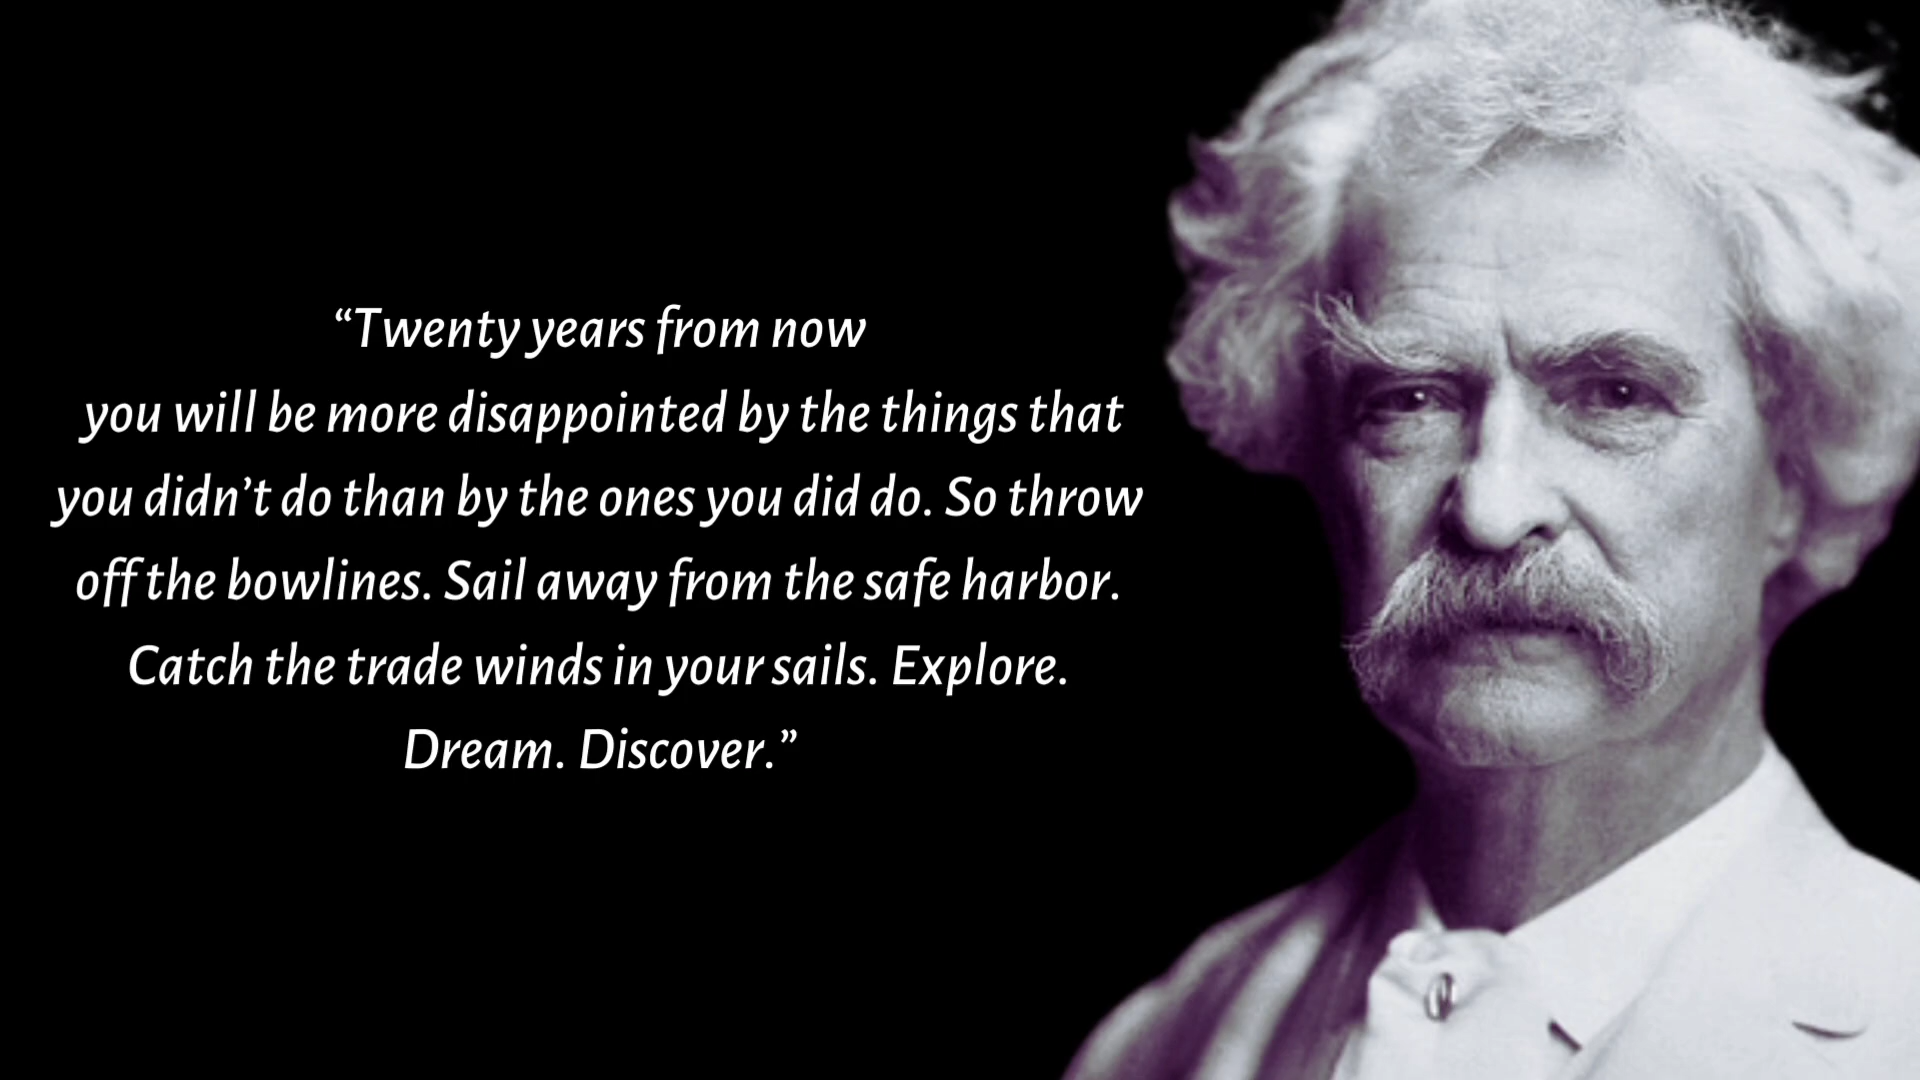 “Twenty years from now
you will be more disappointed by the things that
you didn’t do than by the ones you did do. So throw
off the bowlines. Sail away from the safe harbor.
Catch the trade winds in your sails. Explore.
Dream. Discover.”